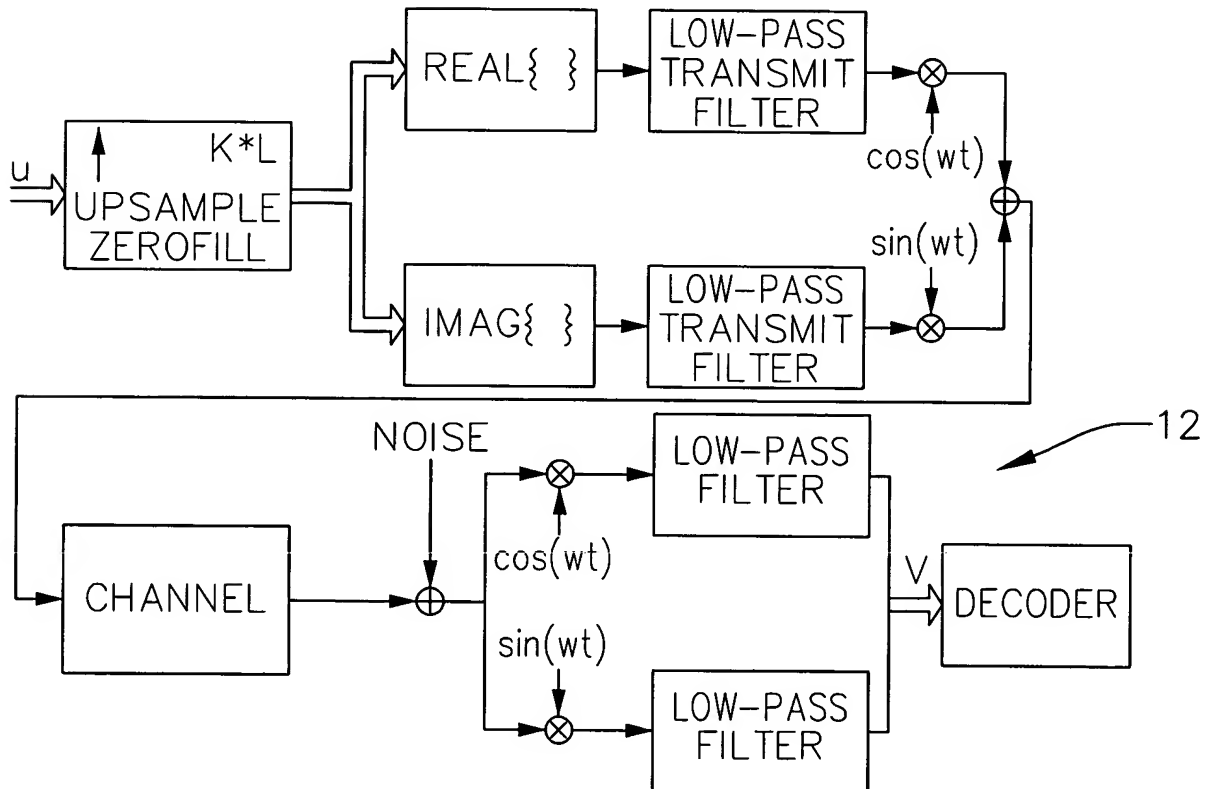 u
K*L
UPSAMPLE
ZEROFILL
REAL{ }
LOW-PASS
TRANSMIT
FILTER
cos(wt)
IMAG{ }
LOW-PASS
TRANSMIT
FILTER
sin(wt)
12
CHANNEL
NOISE
cos(wt)
sin(wt)
LOW-PASS
FILTER
LOW-PASS
FILTER
V
DECODER